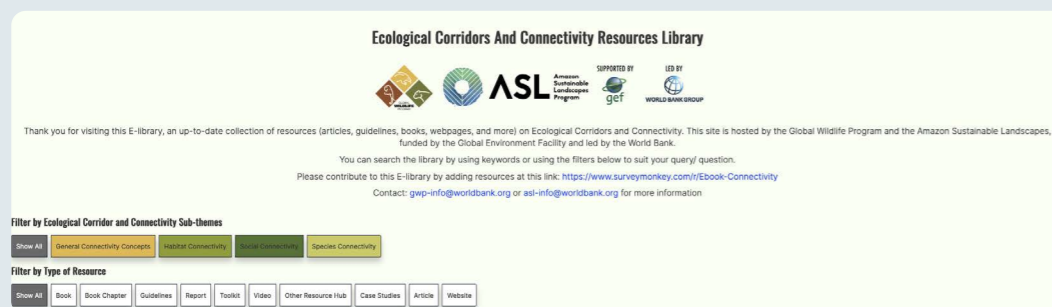 Ecological Corridors And Connectivity Resources Library
SUPPORTED BY
LED BY
ASL
Amazon
Sustainable
Landscapes
Program
gef
WORLD BANK GROUP
Thank you for visiting this E-library, an up-to-date collection of resources (articles, guidelines, books, webpages, and more) on Ecological Corridors and Connectivity. This site is hosted by the Global Wildlife Program and the Amazon Sustainable Landscapes,
funded by the Global Environment Facility and led by the World Bank.
You can search the library by using keywords or using the filters below to suit your query/ question.
Please contribute to this E-library by adding resources at this link: https://www.surveymonkey.com/r/Ebook-Connectivity
Contact: gwp-info@worldbank.org or asl-info@worldbank.org for more information
Filter by Ecological Corridor and Connectivity Sub-themes
Show All General Connectivity Concepts Habitat Connectivity Social Connectivity Species Connectivity
Filter by Type of Resource
Show All Book Book Chapter Guidelines Report Toolkit Video Other Resource Hub Case Studies Article Website